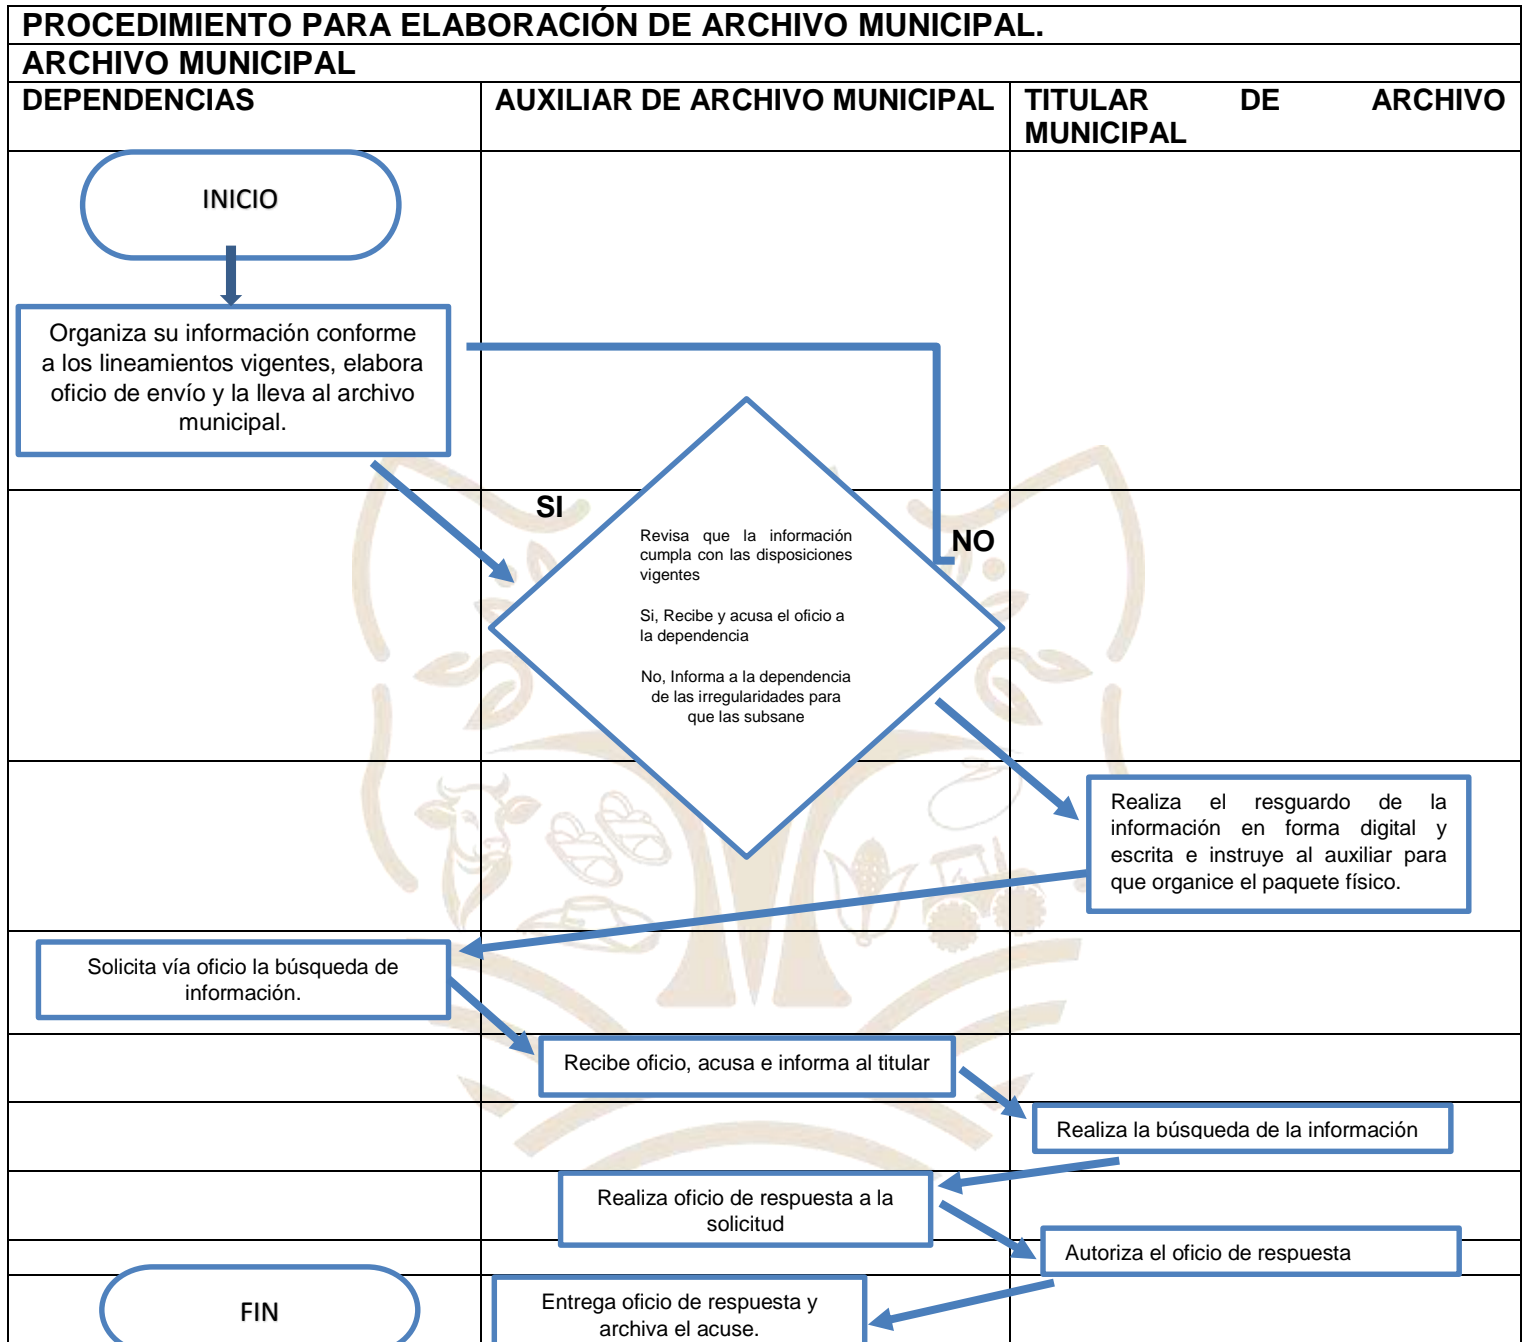 PROCEDIMIENTO PARA ELABORACIÓN DE ARCHIVO MUNICIPAL.
ARCHIVO MUNICIPAL
DEPENDENCIAS
AUXILIAR DE ARCHIVO MUNICIPAL
TITULAR DE ARCHIVO
MUNICIPAL
INICIO
Organiza su información conforme
a los lineamientos vigentes, elabora
oficio de envío y la lleva al archivo
municipal.
SI
NO
Revisa que la información
cumpla con las disposiciones
vigentes
Si, Recibe y acusa el oficio a
la dependencia
No, Informa a la dependencia
de las irregularidades para
que las subsane
Realiza el resguardo de la
información en forma digital y
escrita e instruye al auxiliar para
que organice el paquete físico.
Solicita vía oficio la búsqueda de
información.
Recibe oficio, acusa e informa al titular
Realiza la búsqueda de la información
Realiza oficio de respuesta a la
solicitud
Autoriza el oficio de respuesta
Entrega oficio de respuesta y
archiva el acuse.
FIN